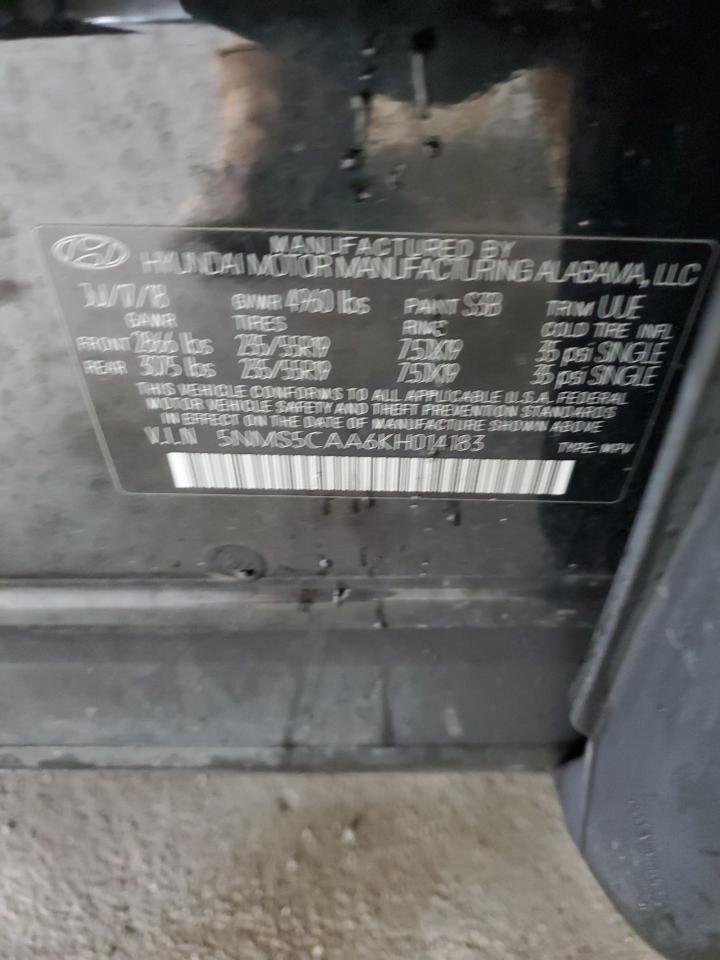 MANUFACTURED BY
HYUNDAI MOTOR MANUFACTURING ALABAMA, LLC
JUL/17/18 GVWR 4960 lbs PAINT S3B TRIM UUE
GAWR TIRES RIMS COLD TIRE INFL
FRONT 2866 lbs 235/55R19 7.5JX19 35 psi SINGLE
REAR 3075 lbs 235/55R19 7.5JX19 35 psi SINGLE
THIS VEHICLE CONFORMS TO ALL APPLICABLE U.S.A. FEDERAL
MOTOR VEHICLE SAFETY AND THEFT PREVENTION STANDARDS
IN EFFECT ON THE DATE OF MANUFACTURE SHOWN ABOVE
V.I.N 5NMS5CAA6KH014183 TYPE: MPV